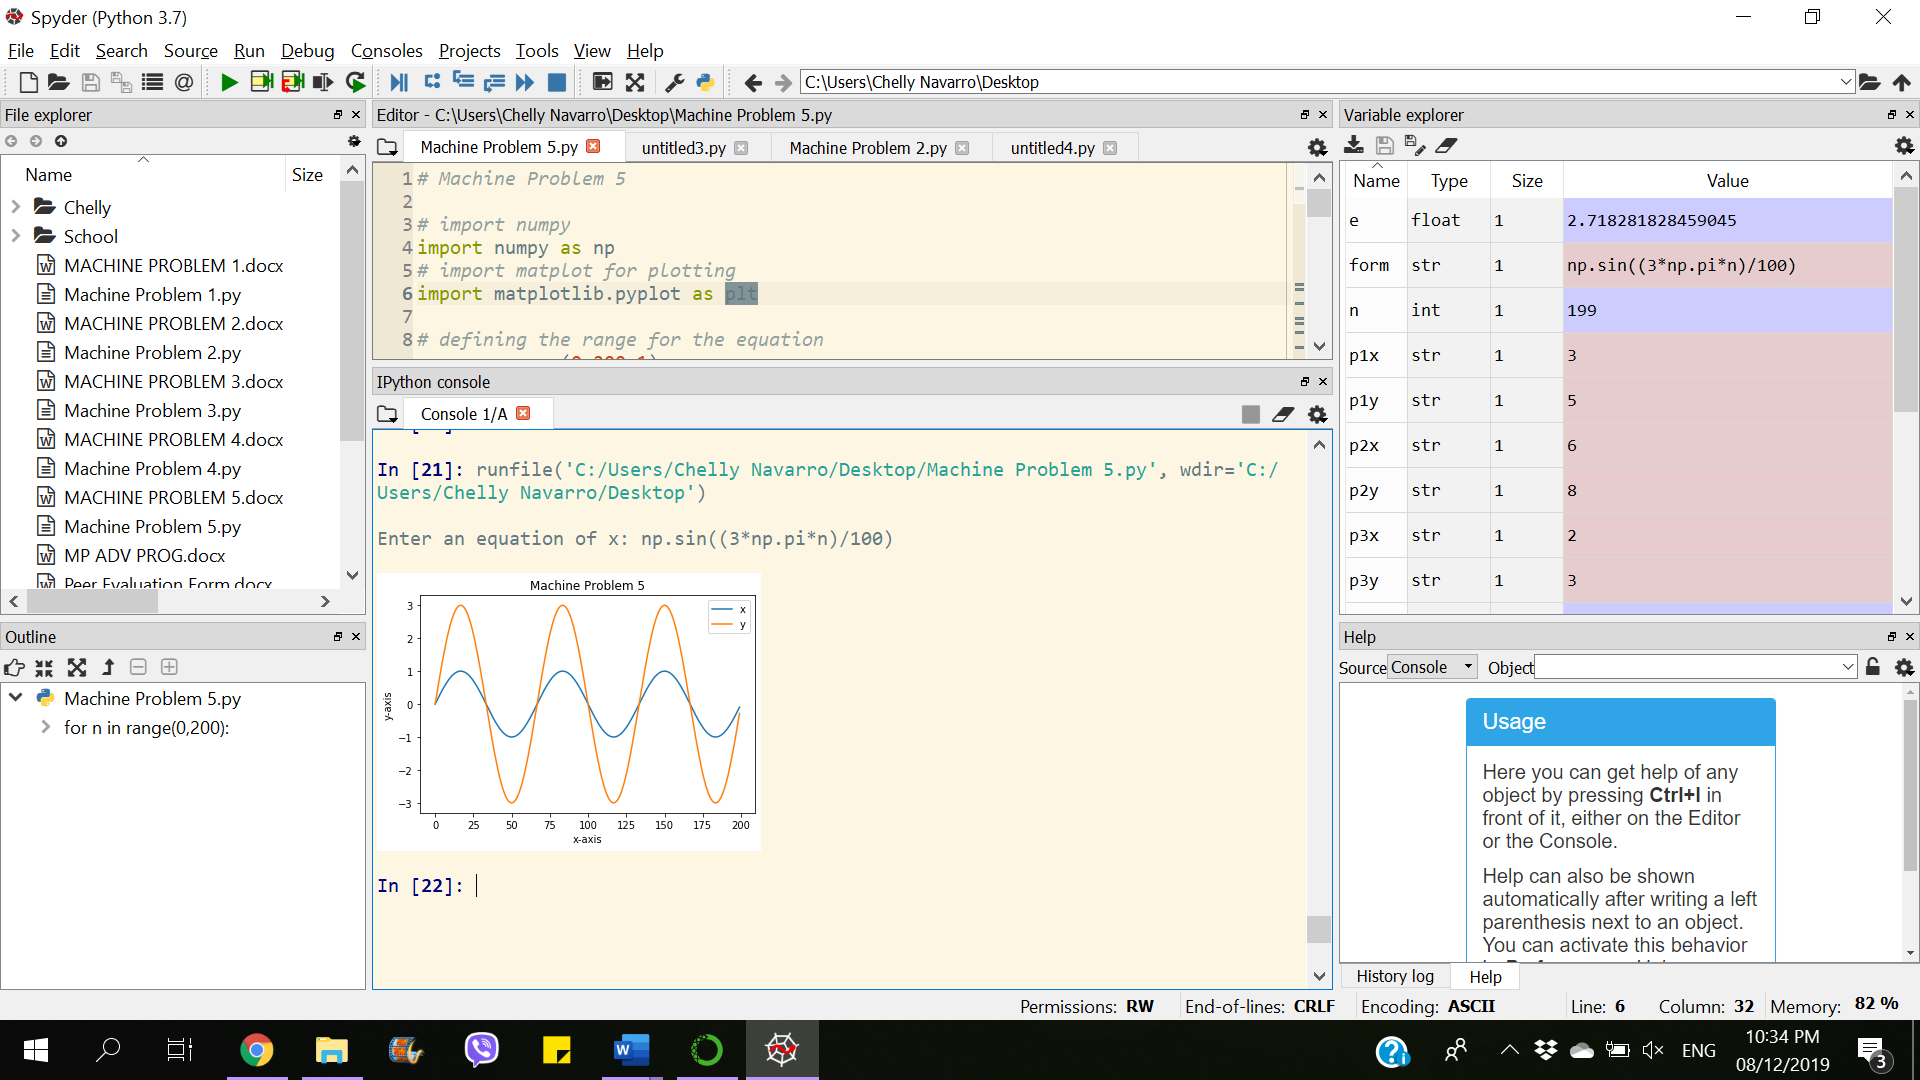 Spyder (Python 3.7)
File Edit Search Source Run Debug Consoles Projects Tools View Help
C:\Users\Chelly Navarro\Desktop
File explorer
Name Size
Chelly
School
MACHINE PROBLEM 1.docx
Machine Problem 1.py
MACHINE PROBLEM 2.docx
Machine Problem 2.py
MACHINE PROBLEM 3.docx
Machine Problem 3.py
MACHINE PROBLEM 4.docx
Machine Problem 4.py
MACHINE PROBLEM 5.docx
Machine Problem 5.py
MP ADV PROG.docx
Peer Evaluation Form.docx
Outline
Machine Problem 5.py
for n in range(0,200):
Editor - C:\Users\Chelly Navarro\Desktop\Machine Problem 5.py
Machine Problem 5.py untitled3.py Machine Problem 2.py untitled4.py
1 # Machine Problem 5
2
3 # import numpy
4 import numpy as np
5 # import matplot for plotting
6 import matplotlib.pyplot as plt
7
8 # defining the range for the equation
IPython console
Console 1/A
In [21]: runfile('C:/Users/Chelly Navarro/Desktop/Machine Problem 5.py', wdir='C:/
Users/Chelly Navarro/Desktop')
Enter an equation of x: np.sin((3*np.pi*n)/100)
Machine Problem 5
x
y
3
2
1
0
−1
−2
−3
y-axis
0 25 50 75 100 125 150 175 200
x-axis
In [22]:
Variable explorer
Name Type Size Value
e float 1 2.718281828459045
form str 1 np.sin((3*np.pi*n)/100)
n int 1 199
p1x str 1 3
p1y str 1 5
p2x str 1 6
p2y str 1 8
p3x str 1 2
p3y str 1 3
Help
Source Console Object
Usage
Here you can get help of any
object by pressing Ctrl+I in
front of it, either on the Editor
or the Console.
Help can also be shown
automatically after writing a left
parenthesis next to an object.
You can activate this behavior
History log Help
Permissions: RW End-of-lines: CRLF Encoding: ASCII Line: 6 Column: 32 Memory: 82 %
ENG
10:34 PM
08/12/2019
3